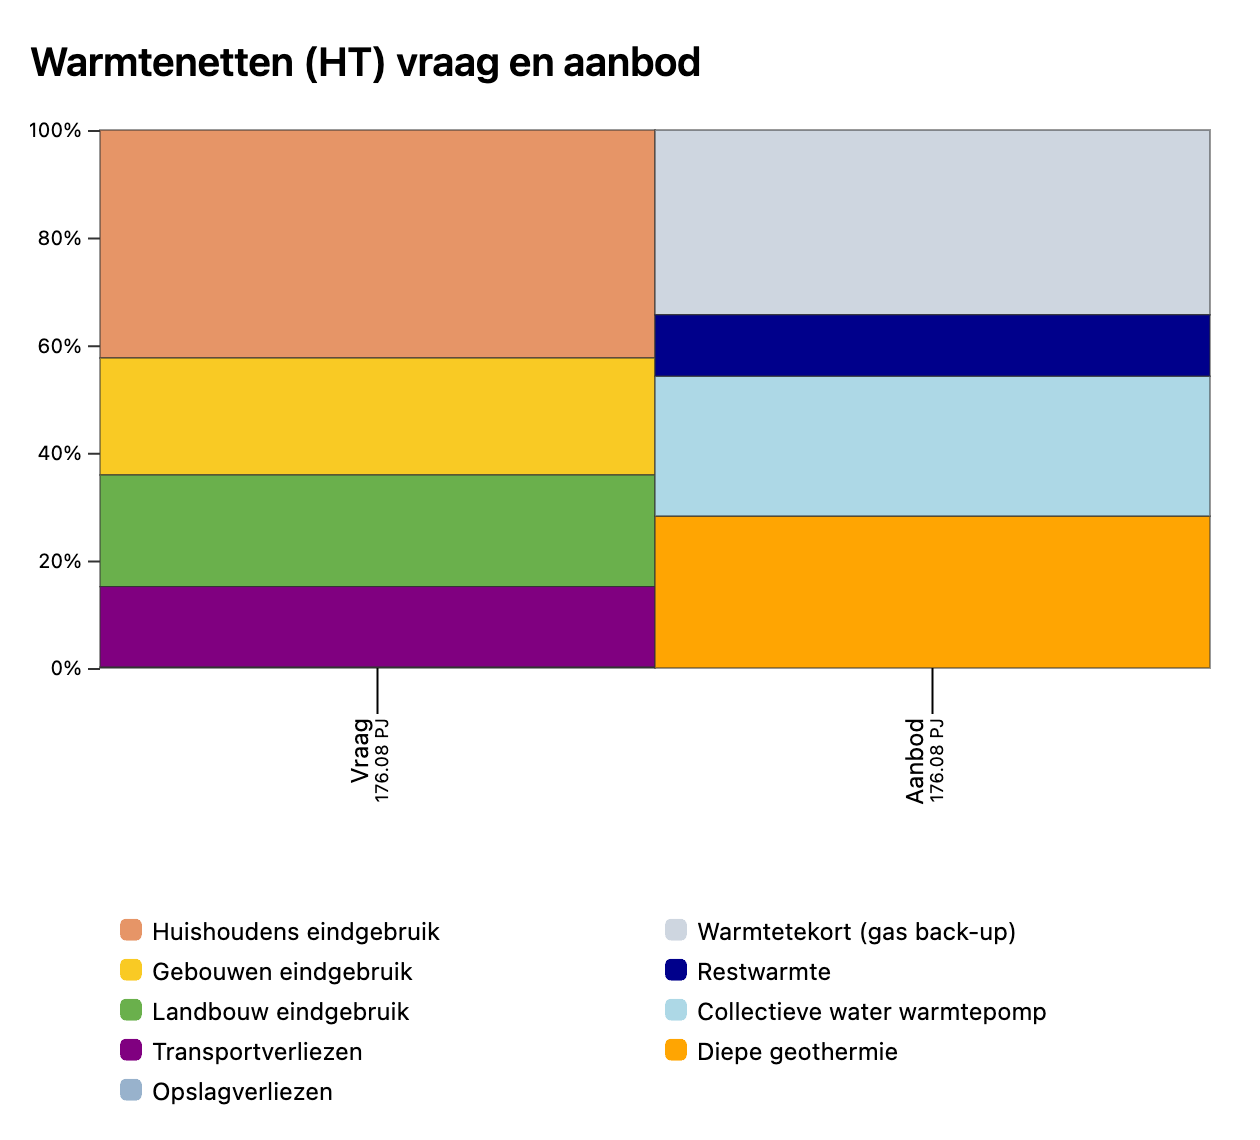 Warmtenetten (HT) vraag en aanbod
100%
80%
60%
40%
20%
0%
Vraag
176.08 PJ
Aanbod
176.08 PJ
Huishoudens eindgebruik
Gebouwen eindgebruik
Landbouw eindgebruik
Transportverliezen
Opslagverliezen
Warmtetekort (gas back-up)
Restwarmte
Collectieve water warmtepomp
Diepe geothermie